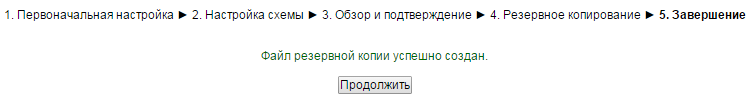 1. Первоначальная настройка ► 2. Настройка схемы ► 3. Обзор и подтверждение ► 4. Резервное копирование ► 5. Завершение
Файл резервной копии успешно создан.
Продолжить